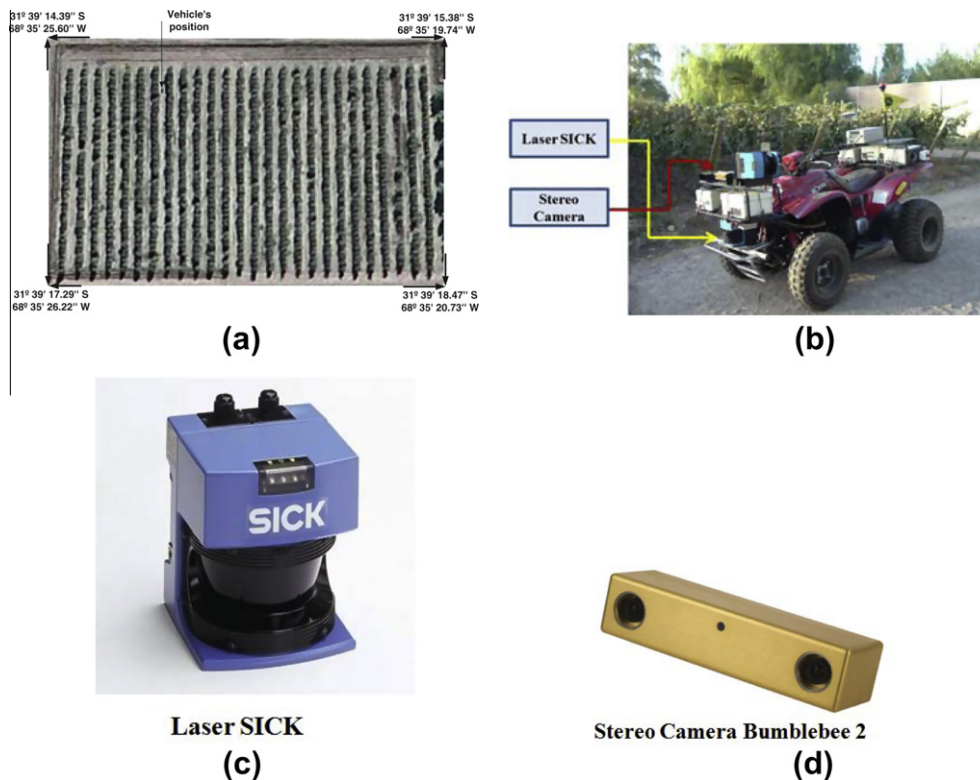 31º 39' 14.39" S
68º 35' 25.60" W
Vehicle's
position
31º 39' 15.38" S
68º 35' 19.74" W
31º 39' 17.29" S
68º 35' 26.22" W
31º 39' 18.47" S
68º 35' 20.73" W
(a)
Laser SICK
Stereo
Camera
(b)
SICK
Laser SICK
(c)
Stereo Camera Bumblebee 2
(d)